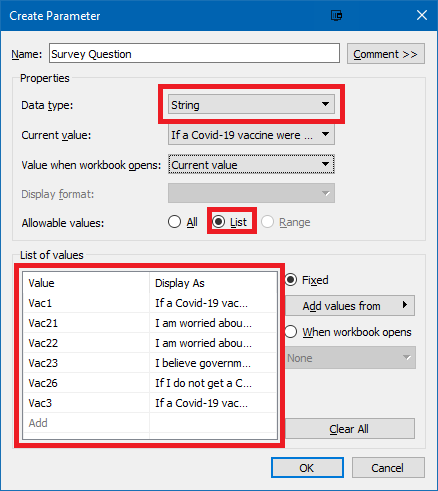 Create Parameter
Name: Survey Question Comment >>
Properties
Data type: String
Current value: If a Covid-19 vaccine were ...
Value when workbook opens: Current value
Display format:
Allowable values: All List Range
List of values
Value Display As
Vac1 If a Covid-19 vac...
Vac21 I am worried abou...
Vac22 I am worried abou...
Vac23 I believe governm...
Vac26 If I do not get a C...
Vac3 If a Covid-19 vac...
Add
Fixed
Add values from
When workbook opens
None
Clear All
OK Cancel